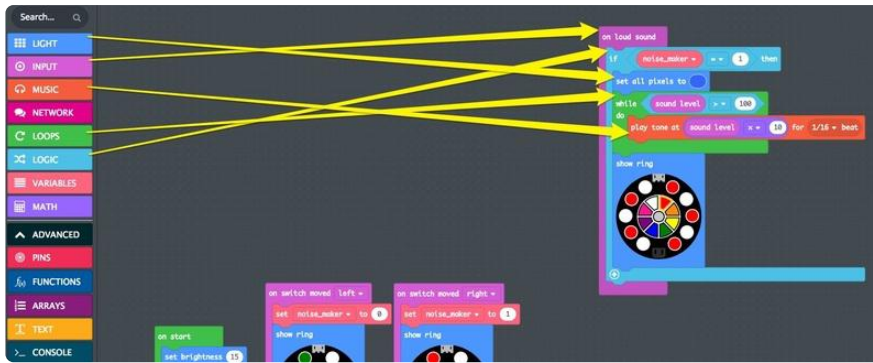 Search...
LIGHT
INPUT
MUSIC
NETWORK
LOOPS
LOGIC
VARIABLES
MATH
ADVANCED
PINS
f(x) FUNCTIONS
ARRAYS
T TEXT
>_ CONSOLE
on loud sound
if noise_maker = 1 then
set all pixels to
while sound level > 100
do
play tone at sound level x 10 for 1/16 beat
show ring
on switch moved left
set noise_maker to 0
show ring
on switch moved right
set noise_maker to 1
show ring
on start
set brightness 15